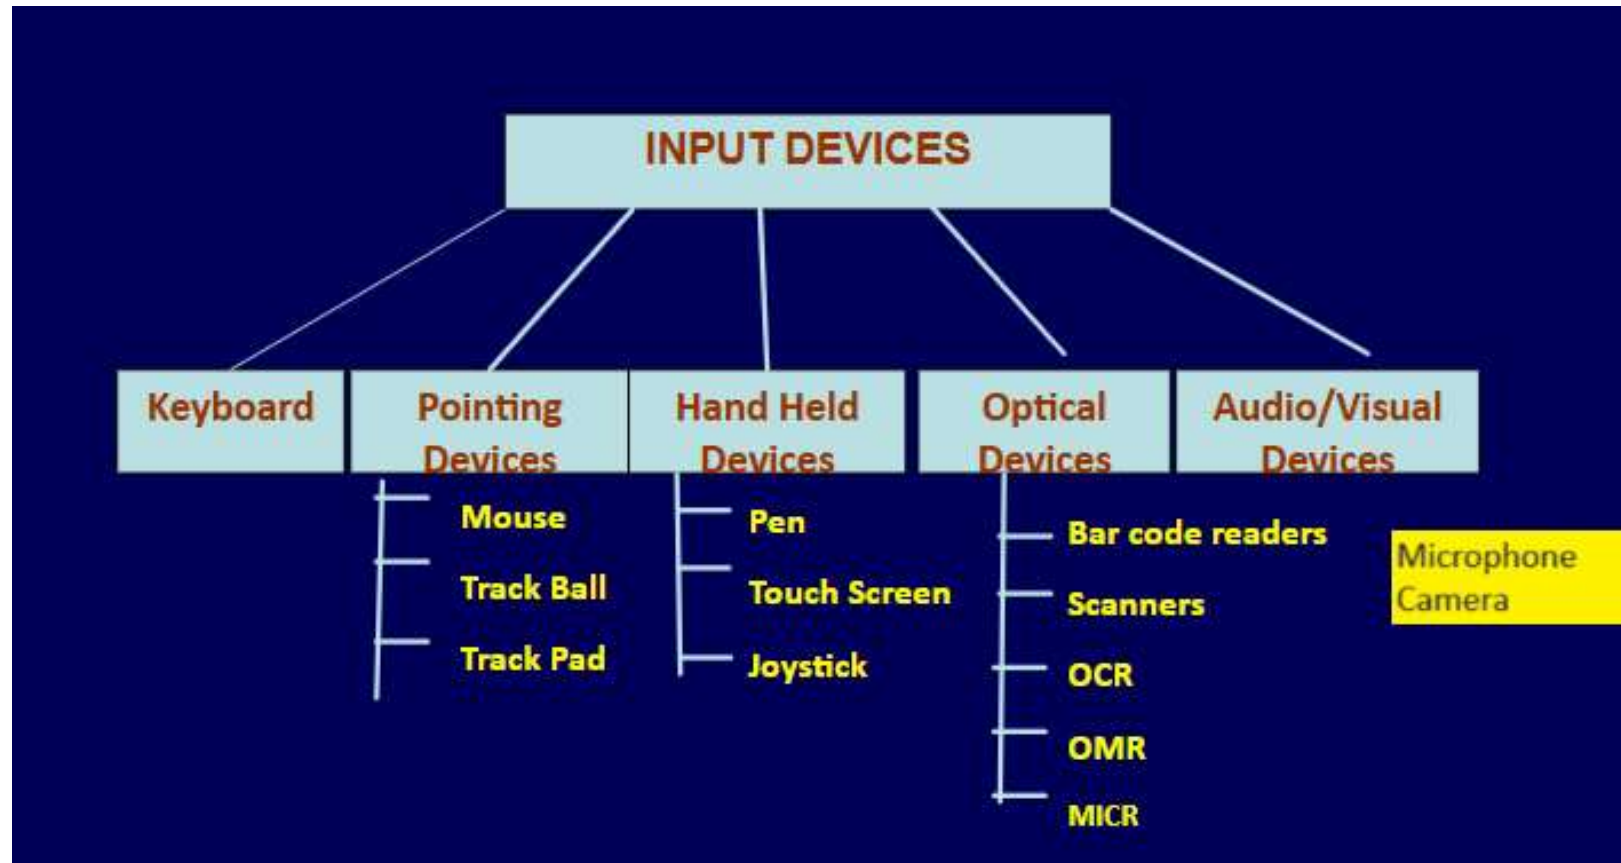 INPUT DEVICES
Keyboard
Pointing
Devices
Hand Held
Devices
Optical
Devices
Audio/Visual
Devices
Mouse
Track Ball
Track Pad
Pen
Touch Screen
Joystick
Bar code readers
Scanners
OCR
OMR
MICR
Microphone
Camera